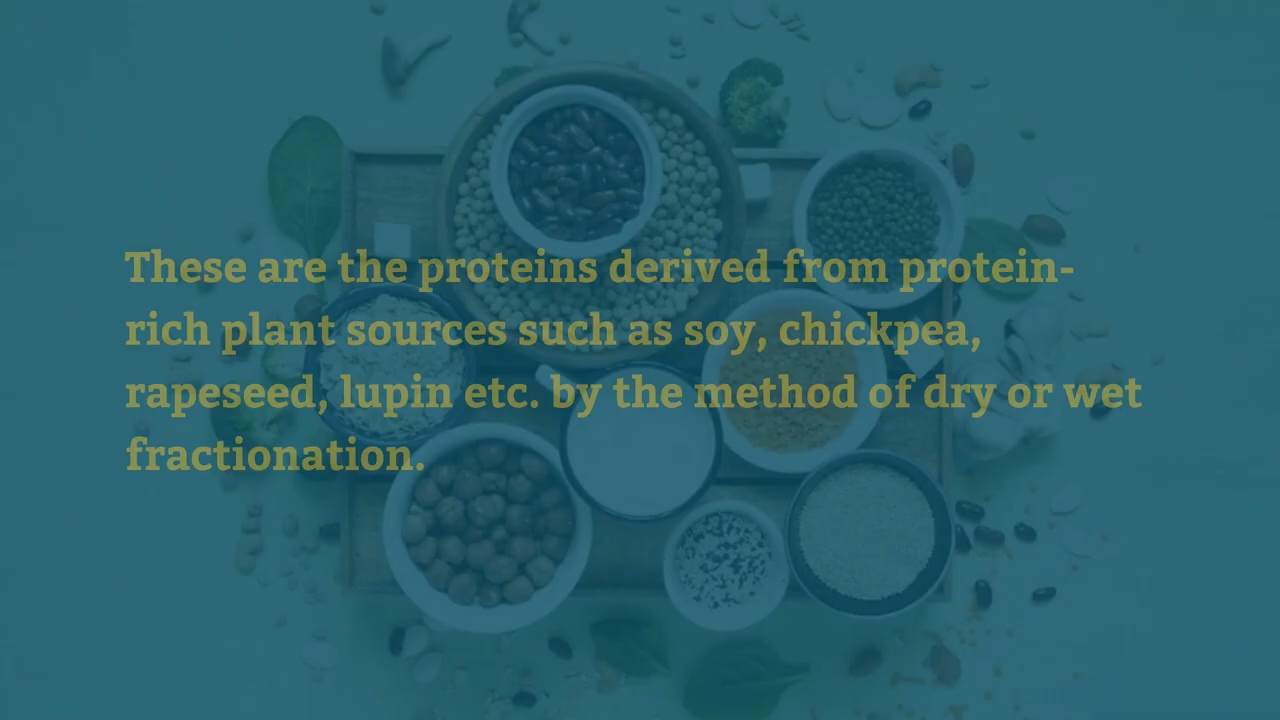 These are the proteins derived from protein-
rich plant sources such as soy, chickpea,
rapeseed, lupin etc. by the method of dry or wet
fractionation.